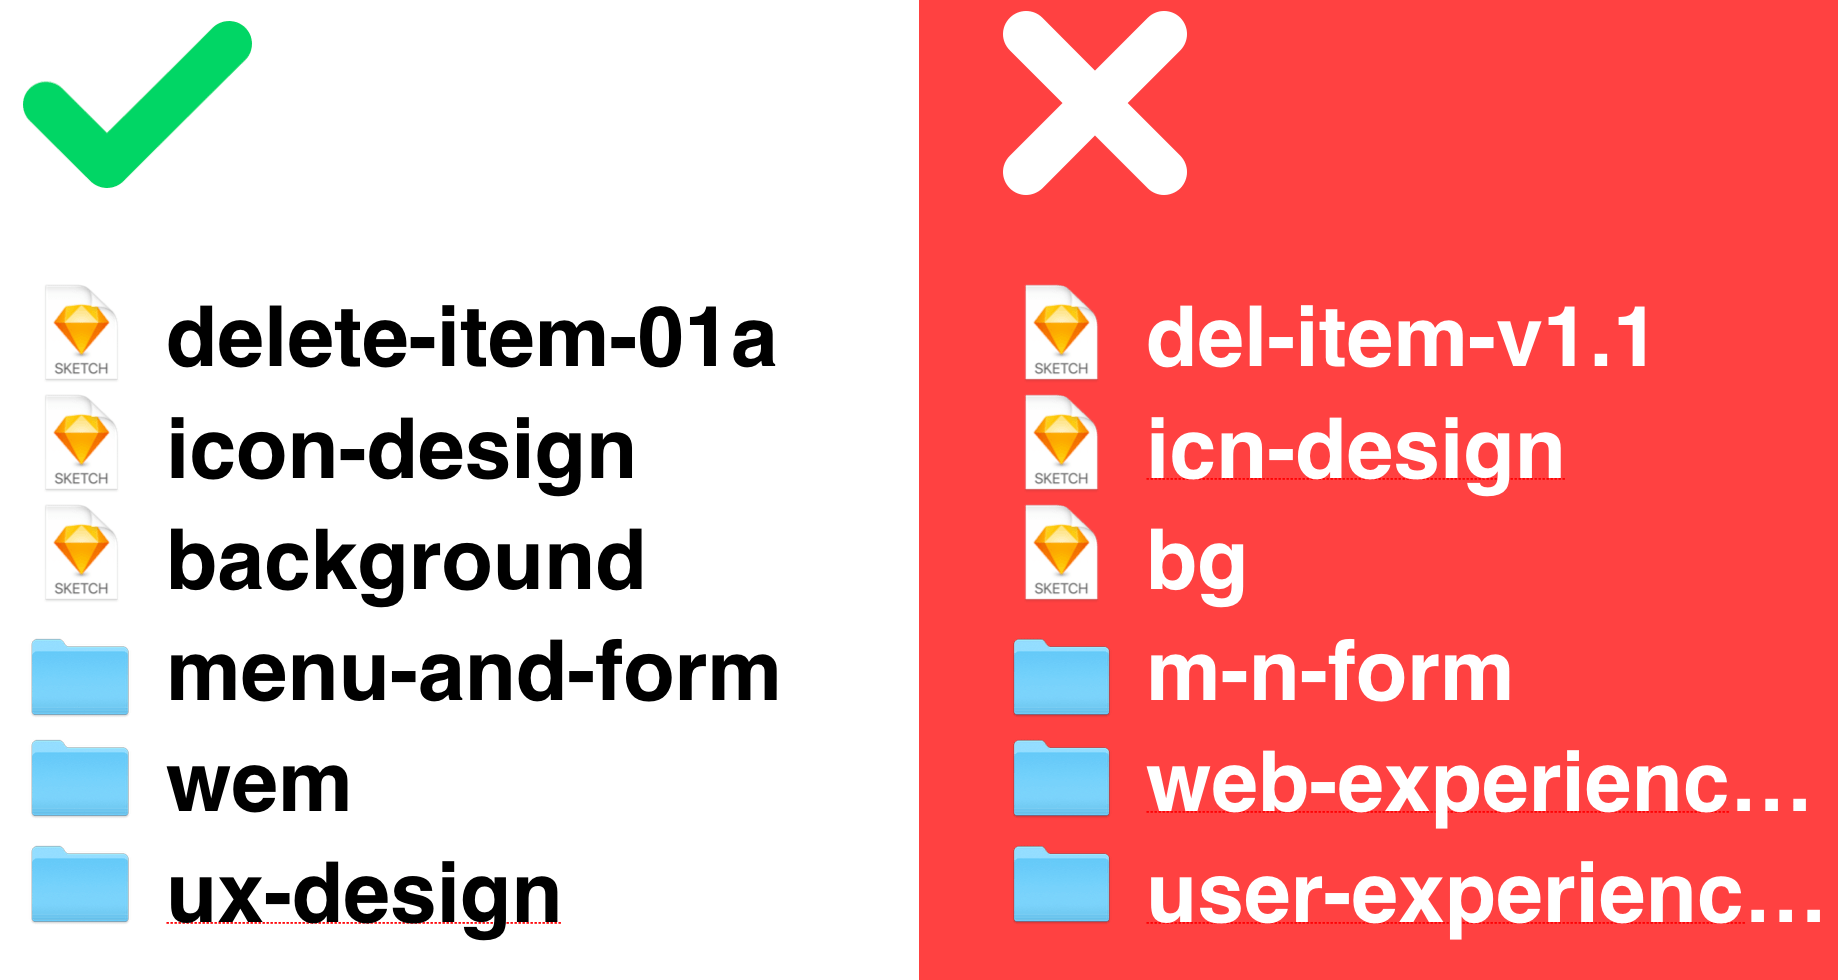 SKETCH delete-item-01a
SKETCH icon-design
SKETCH background
menu-and-form
wem
ux-design
SKETCH del-item-v1.1
SKETCH icn-design
SKETCH bg
m-n-form
web-experienc…
user-experienc…